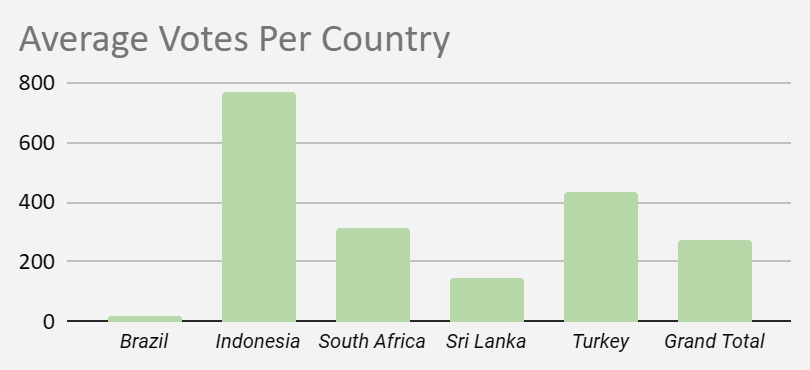 Average Votes Per Country
800
600
400
200
0
Brazil Indonesia South Africa Sri Lanka Turkey Grand Total